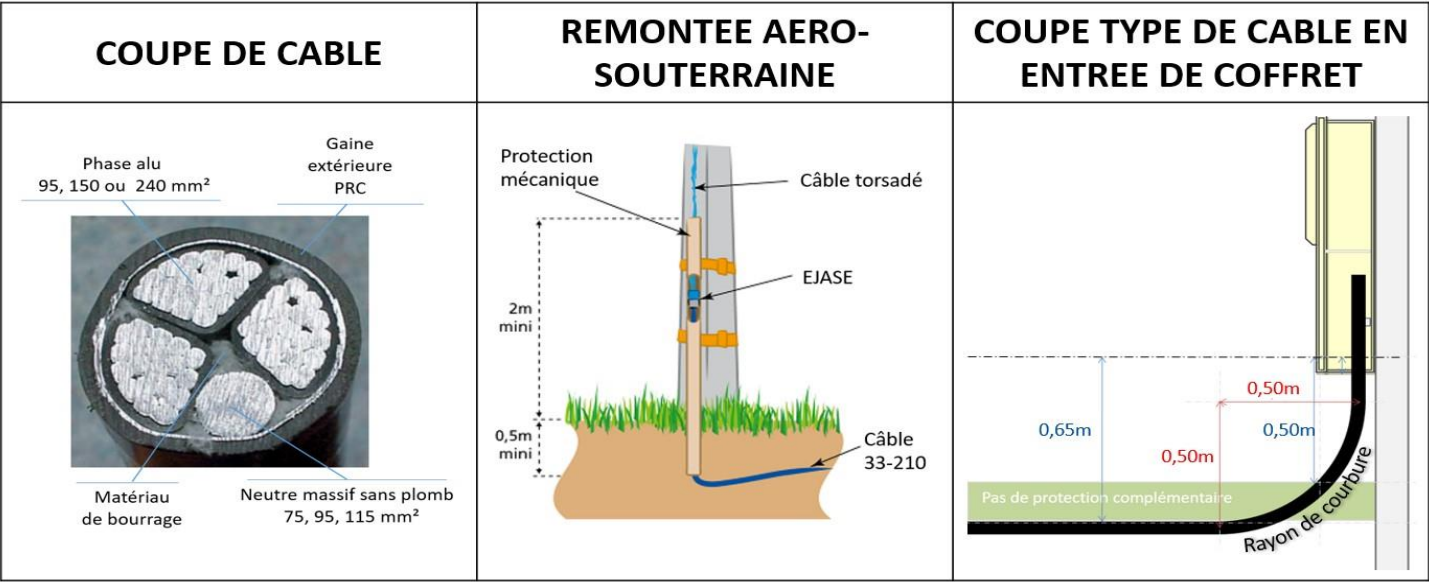 COUPE DE CABLE
REMONTEE AERO-
SOUTERRAINE
COUPE TYPE DE CABLE EN
ENTREE DE COFFRET
Phase alu
95, 150 ou 240 mm²
Gaine
extérieure
PRC
Matériau
de bourrage
Neutre massif sans plomb
75, 95, 115 mm²
Protection
mécanique
Câble torsadé
EJASE
2m
mini
0,5m
mini
Câble
33-210
0,50m
0,65m
0,50m
0,50m
Pas de protection complémentaire
Rayon de courbure